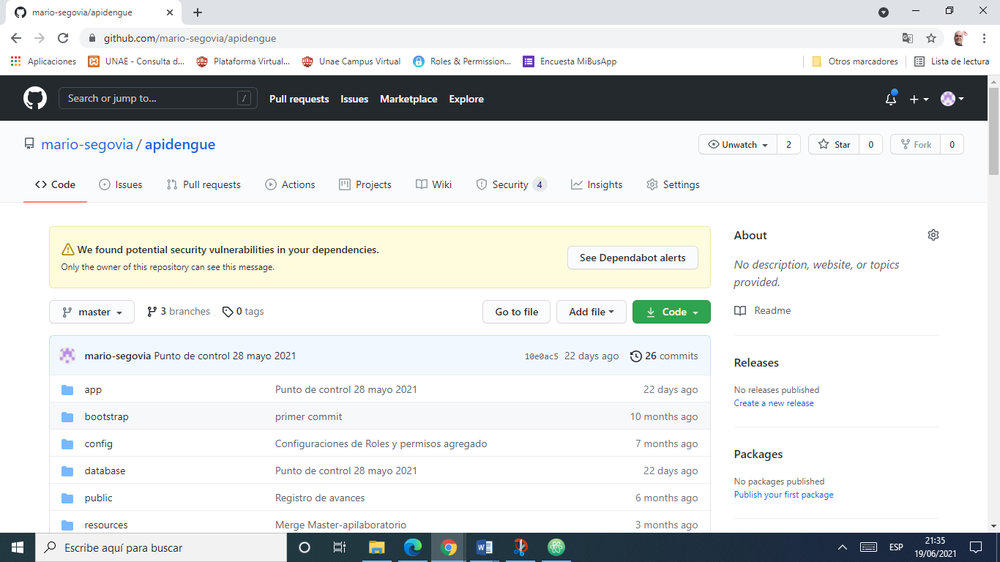 mario-segovia/apidengue
github.com/mario-segovia/apidengue
Aplicaciones UNAE - Consulta d... Plataforma Virtual... Unae Campus Virtual Roles & Permission... Encuesta MiBusApp Otros marcadores Lista de lectura
Search or jump to... / Pull requests Issues Marketplace Explore
mario-segovia / apidengue Unwatch 2 Star 0 Fork 0
Code Issues Pull requests Actions Projects Wiki Security 4 Insights Settings
We found potential security vulnerabilities in your dependencies.
Only the owner of this repository can see this message.
See Dependabot alerts
master 3 branches 0 tags Go to file Add file Code
mario-segovia Punto de control 28 mayo 2021 10e0ac5 22 days ago 26 commits
app Punto de control 28 mayo 2021 22 days ago
bootstrap primer commit 10 months ago
config Configuraciones de Roles y permisos agregado 7 months ago
database Punto de control 28 mayo 2021 22 days ago
public Registro de avances 6 months ago
resources Merge Master-apilaboratorio 3 months ago
About
No description, website, or topics
provided.
Readme
Releases
No releases published
Create a new release
Packages
No packages published
Publish your first package
Escribe aquí para buscar
ESP
21:35
19/06/2021